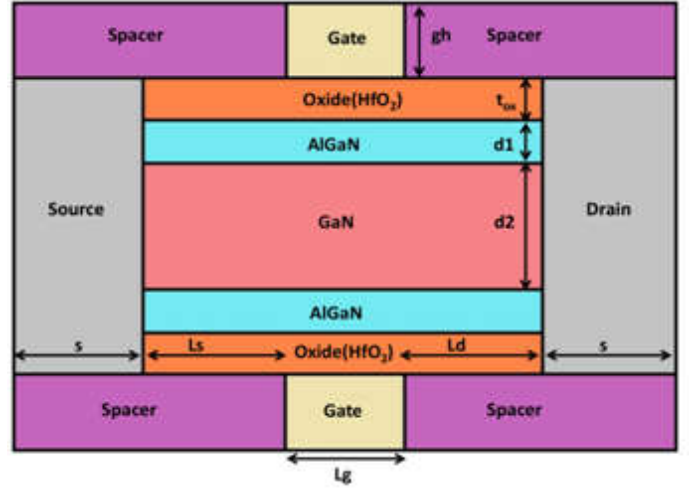 Spacer Gate gh Spacer
Oxide(HfO₂) tₒₓ
AlGaN d1
Source GaN d2 Drain
AlGaN
s Ls Oxide(HfO₂) Ld s
Spacer Gate Spacer
Lg